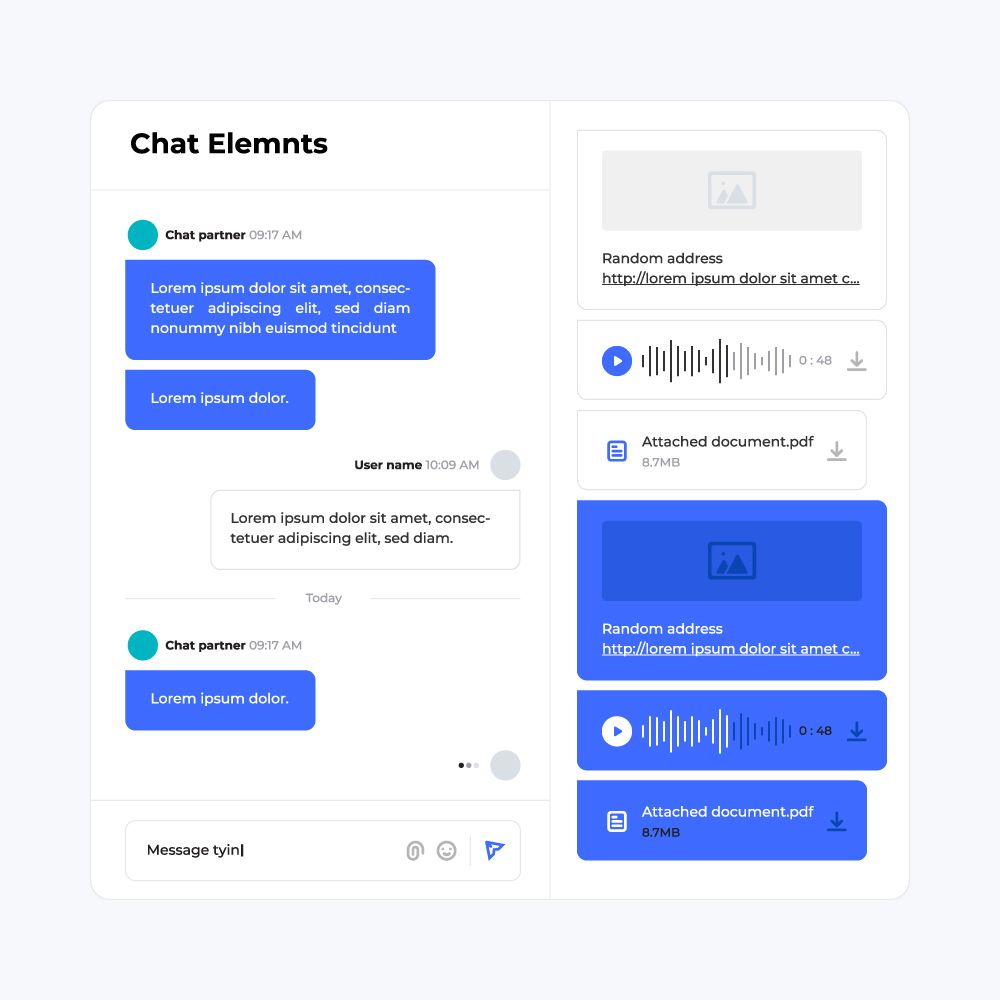 Chat Elemnts
Chat partner 09:17 AM
Lorem ipsum dolor sit amet, consec-
tetuer adipiscing elit, sed diam
nonummy nibh euismod tincidunt
Lorem ipsum dolor.
User name 10:09 AM
Lorem ipsum dolor sit amet, consec-
tetuer adipiscing elit, sed diam.
Today
Chat partner 09:17 AM
Lorem ipsum dolor.
Message tyin
Random address
http://lorem ipsum dolor sit amet c...
0 : 48
Attached document.pdf
8.7MB
Random address
http://lorem ipsum dolor sit amet c...
0 : 48
Attached document.pdf
8.7MB